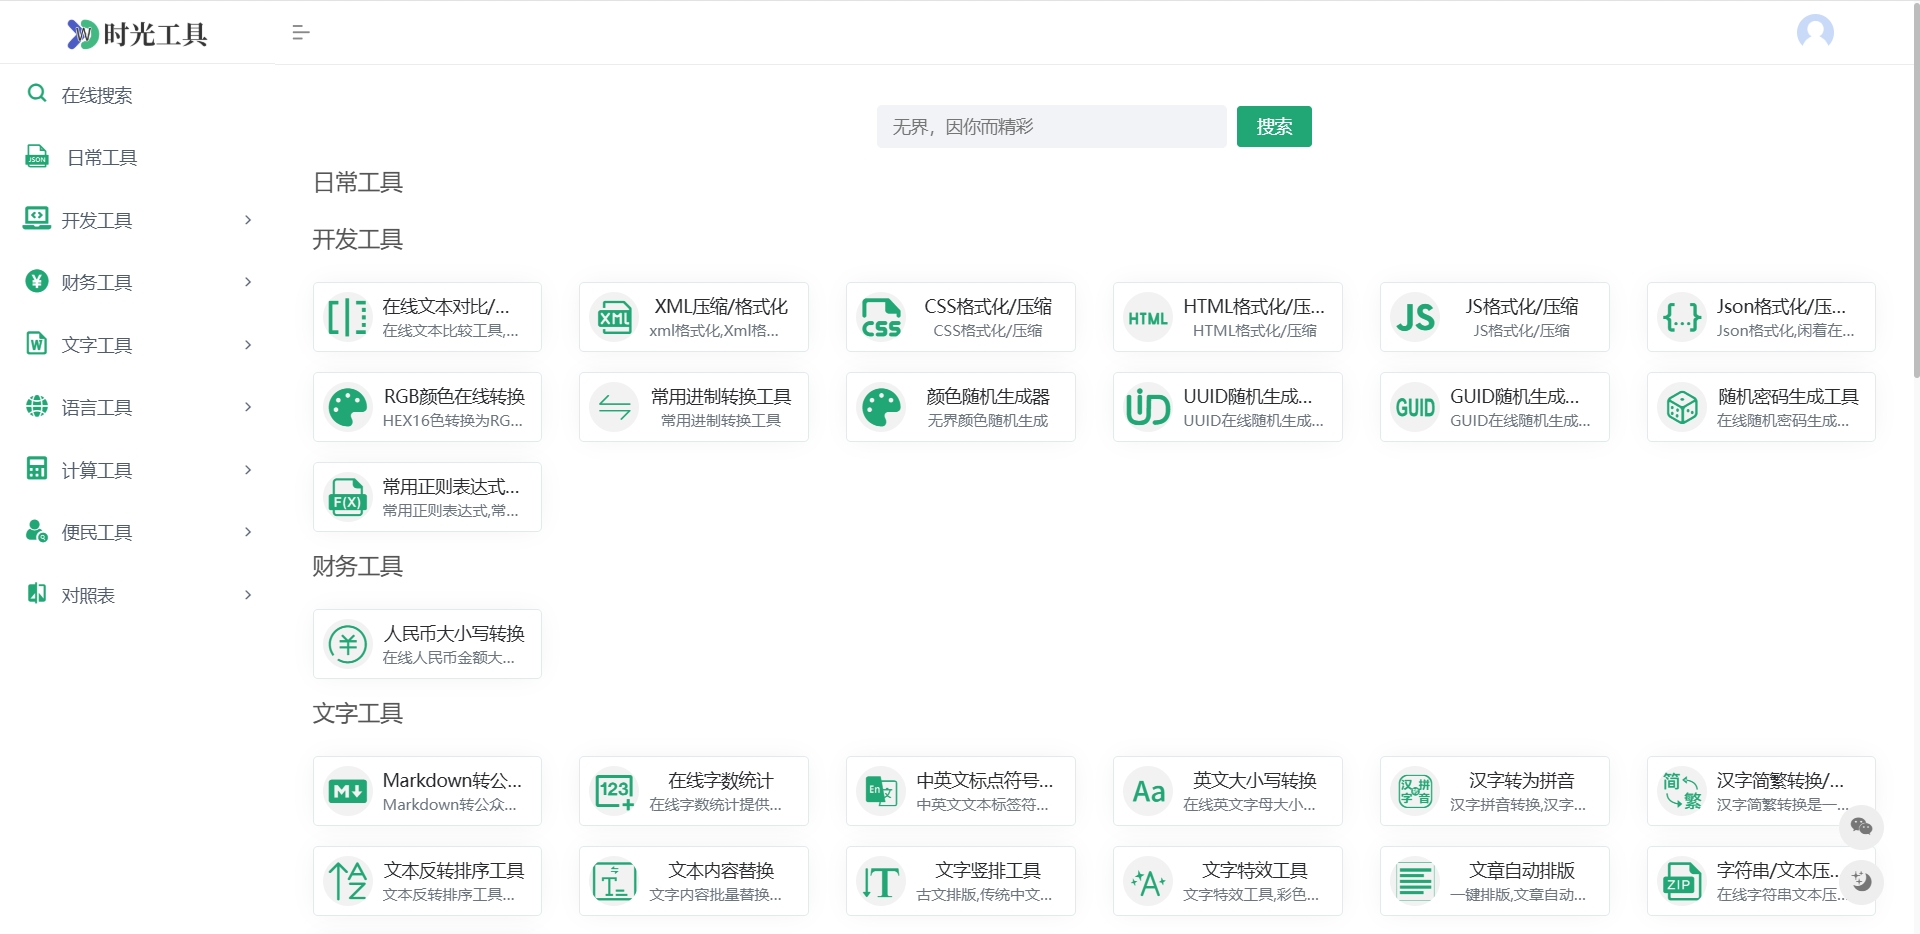 时光工具
在线搜索
日常工具
开发工具
财务工具
文字工具
语言工具
计算工具
便民工具
对照表
无界，因你而精彩
搜索
日常工具
开发工具
在线文本对比/...
在线文本比较工具,...
XML
XML压缩/格式化
xml格式化,Xml格...
CSS
CSS格式化/压缩
CSS格式化/压缩
HTML
HTML格式化/压...
HTML格式化/压缩
JS
JS格式化/压缩
JS格式化/压缩
{...}
Json格式化/压...
Json格式化,闲着在...
RGB颜色在线转换
HEX16色转换为RG...
常用进制转换工具
常用进制转换工具
颜色随机生成器
无界颜色随机生成
UUID随机生成...
UUID在线随机生成...
GUID
GUID随机生成...
GUID在线随机生成...
随机密码生成工具
在线随机密码生成...
F(X)
常用正则表达式...
常用正则表达式,常...
财务工具
人民币大小写转换
在线人民币金额大...
文字工具
M
Markdown转公...
Markdown转公众...
123
在线字数统计
在线字数统计提供...
En 文
中英文标点符号...
中英文文本标签符...
Aa
英文大小写转换
在线英文字母大小...
汉拼字音
汉字转为拼音
汉字拼音转换,汉字...
简繁
汉字简繁转换/...
汉字简繁转换是一...
AZ
文本反转排序工具
文本反转排序工具...
T
文本内容替换
文字内容批量替换...
T
文字竖排工具
古文排版,传统中文...
A
文字特效工具
文字特效工具,彩色...
文章自动排版
一键排版,文章自动...
ZIP
字符串/文本压...
在线字符串文本压...